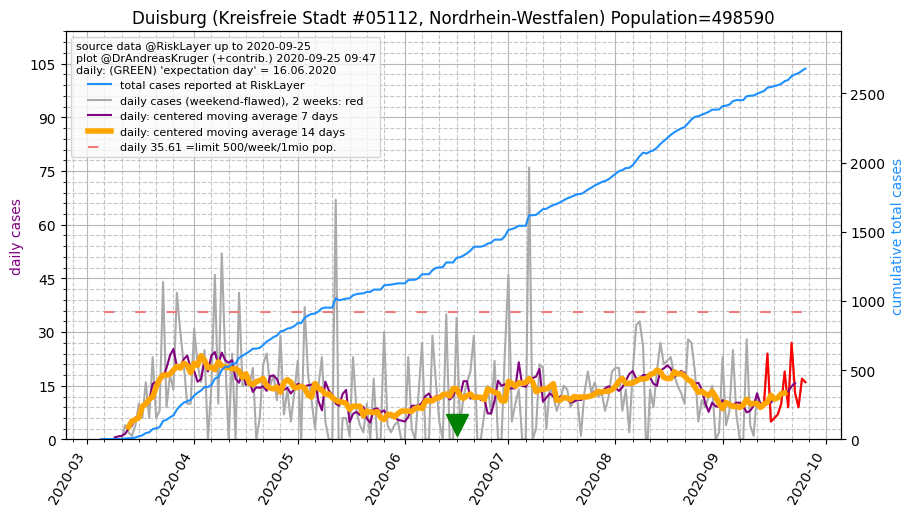 Duisburg (Kreisfreie Stadt #05112, Nordrhein-Westfalen) Population=498590
source data @RiskLayer up to 2020-09-25
plot @DrAndreasKruger (+contrib.) 2020-09-25 09:47
daily: (GREEN) 'expectation day' = 16.06.2020
total cases reported at RiskLayer
daily cases (weekend-flawed), 2 weeks: red
daily: centered moving average 7 days
daily: centered moving average 14 days
daily 35.61 =limit 500/week/1mio pop.
daily cases
105
90
75
60
45
30
15
0
cumulative total cases
2500
2000
1500
1000
500
0
2020-03
2020-04
2020-05
2020-06
2020-07
2020-08
2020-09
2020-10